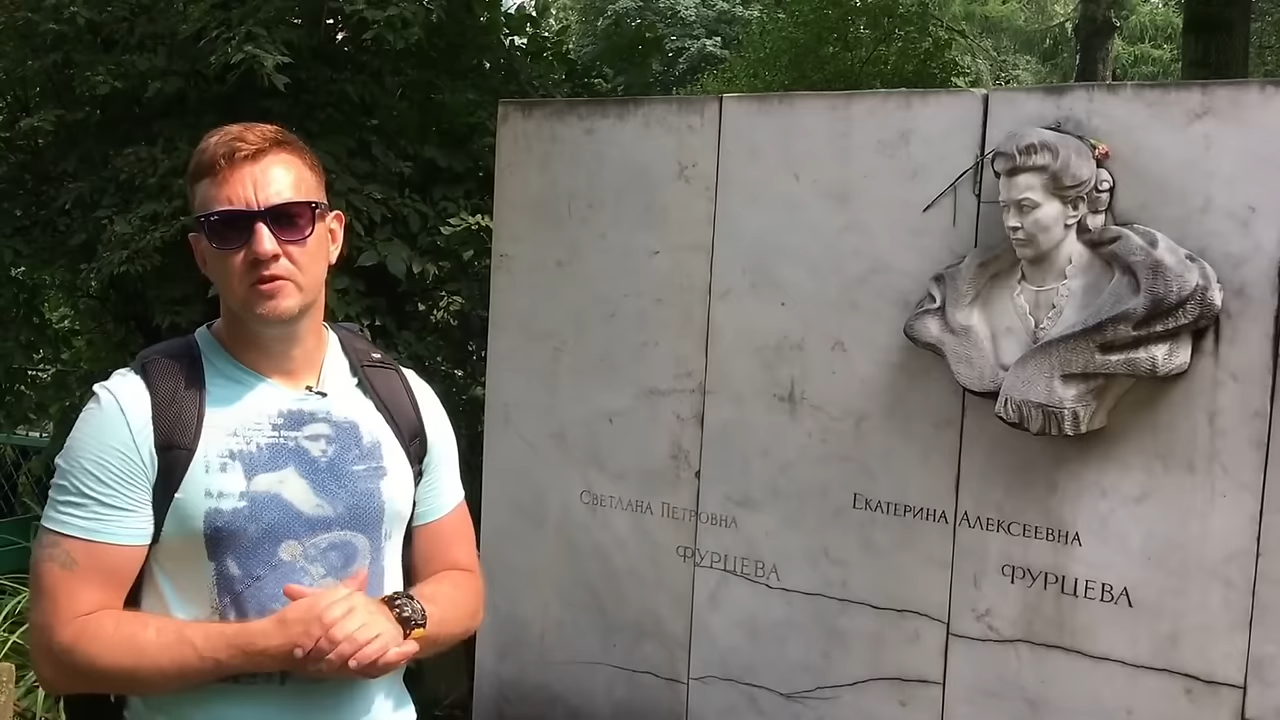 Светлана Петровна
Фурцева
Екатерина Алексеевна
Фурцева